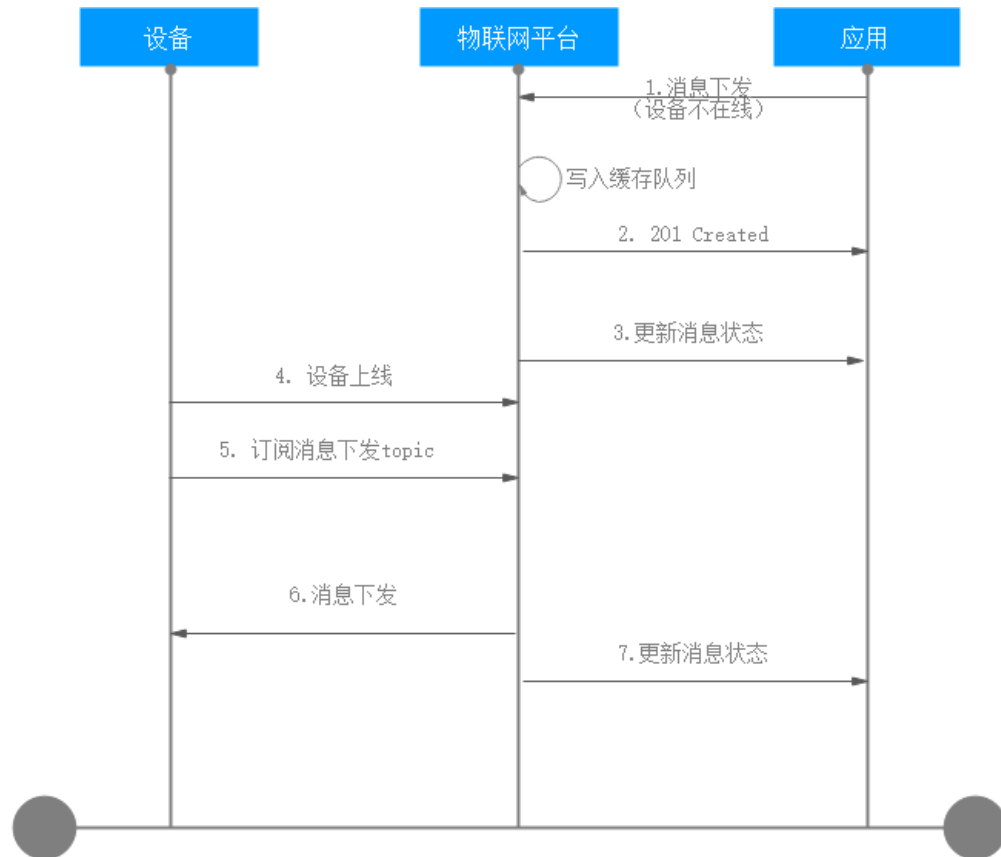 设备
物联网平台
应用
1.消息下发
（设备不在线）
写入缓存队列
2. 201 Created
3.更新消息状态
4. 设备上线
5. 订阅消息下发topic
6.消息下发
7.更新消息状态